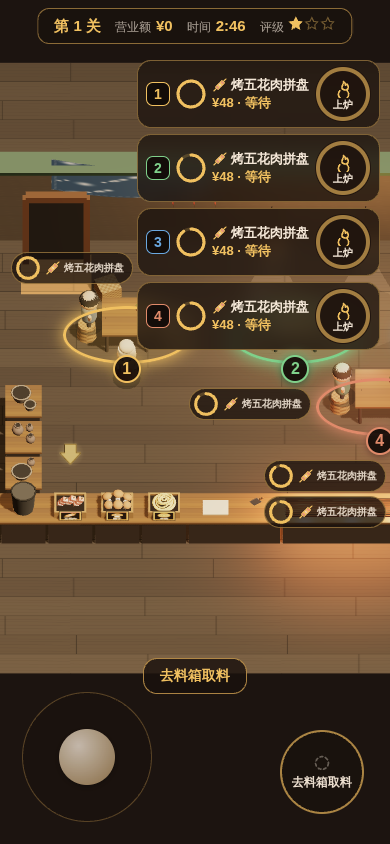 第 1 关 营业额 ¥0 时间 2:46 评级
1 烤五花肉拼盘 上炉
¥48 · 等待
2 烤五花肉拼盘 上炉
¥48 · 等待
3 烤五花肉拼盘 上炉
¥48 · 等待
4 烤五花肉拼盘 上炉
¥48 · 等待
烤五花肉拼盘
1
2
烤五花肉拼盘
4
烤五花肉拼盘
烤五花肉拼盘
去料箱取料
去料箱取料